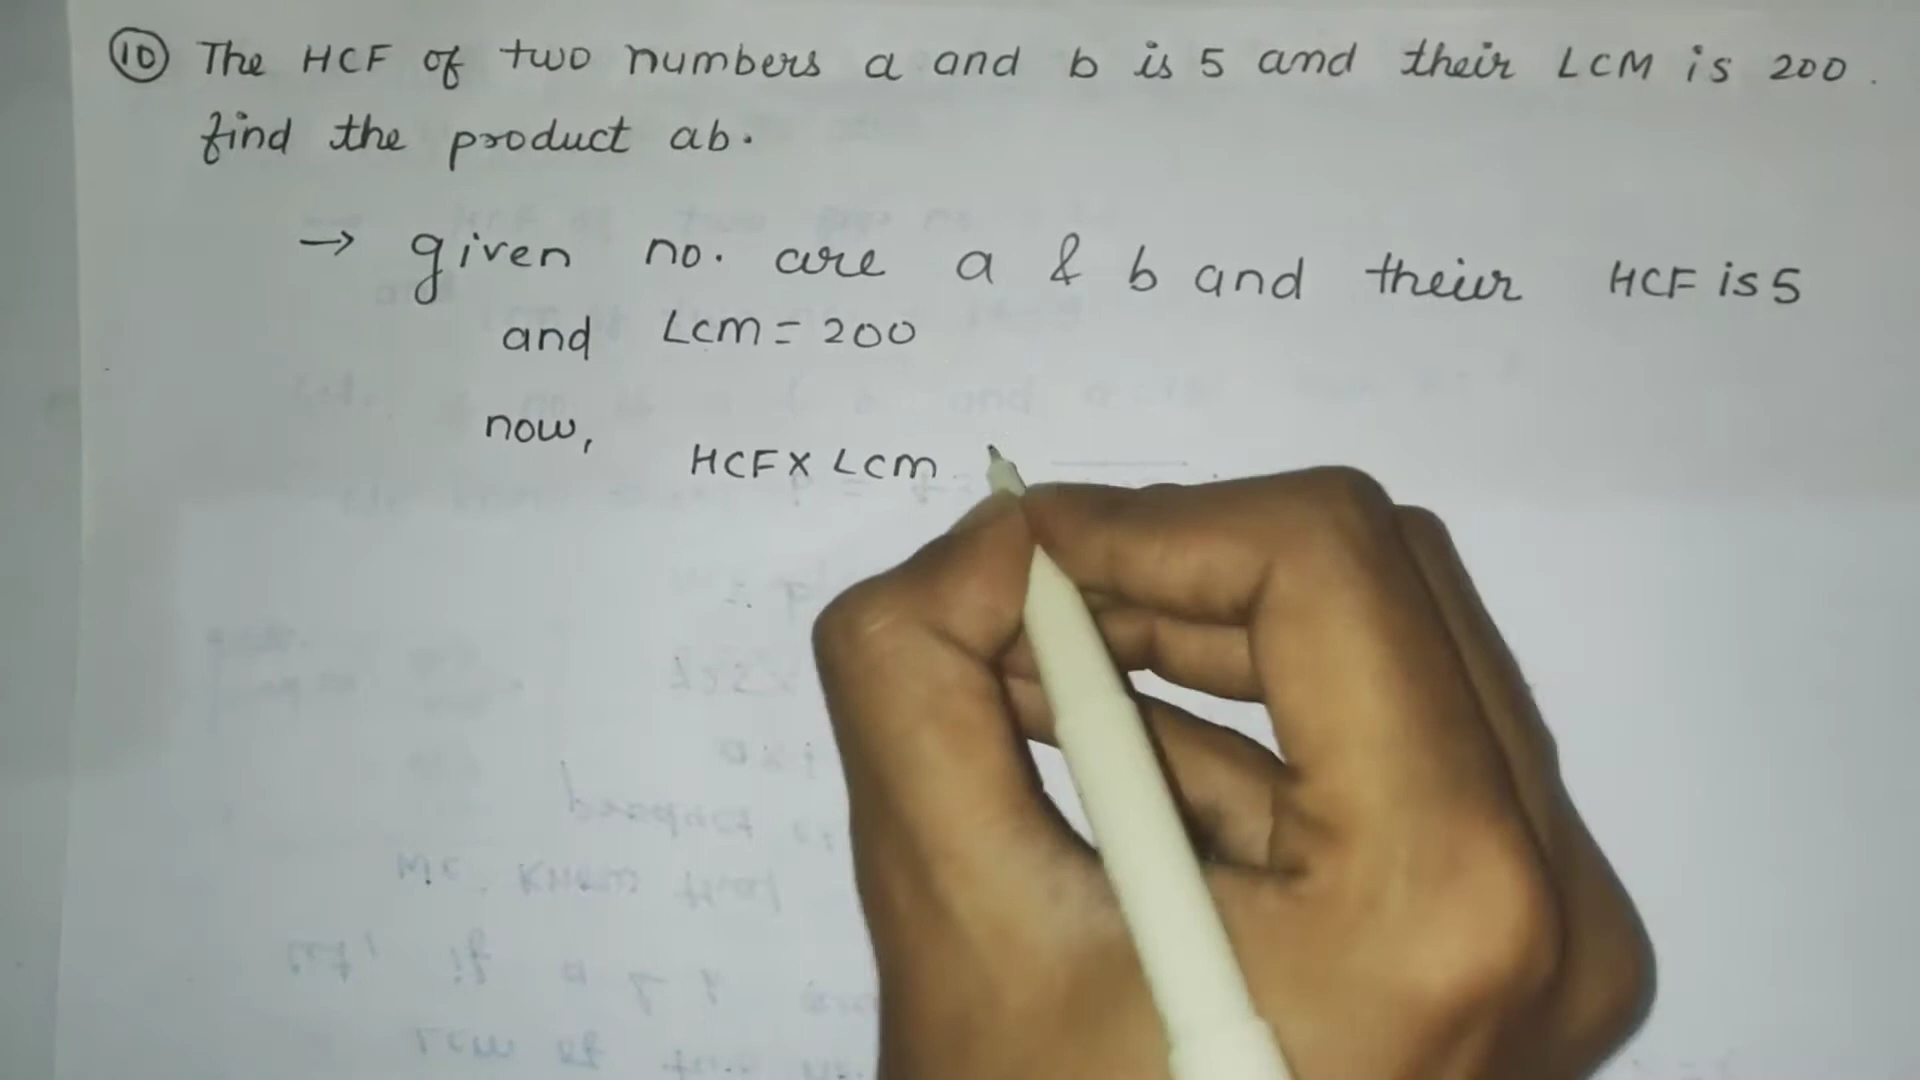 10 The HCF of two numbers a and b is 5 and their LCM is 200.
find the product ab.
→ given no. are a & b and their HCF is 5
and LCM = 200
now,
HCF X LCM